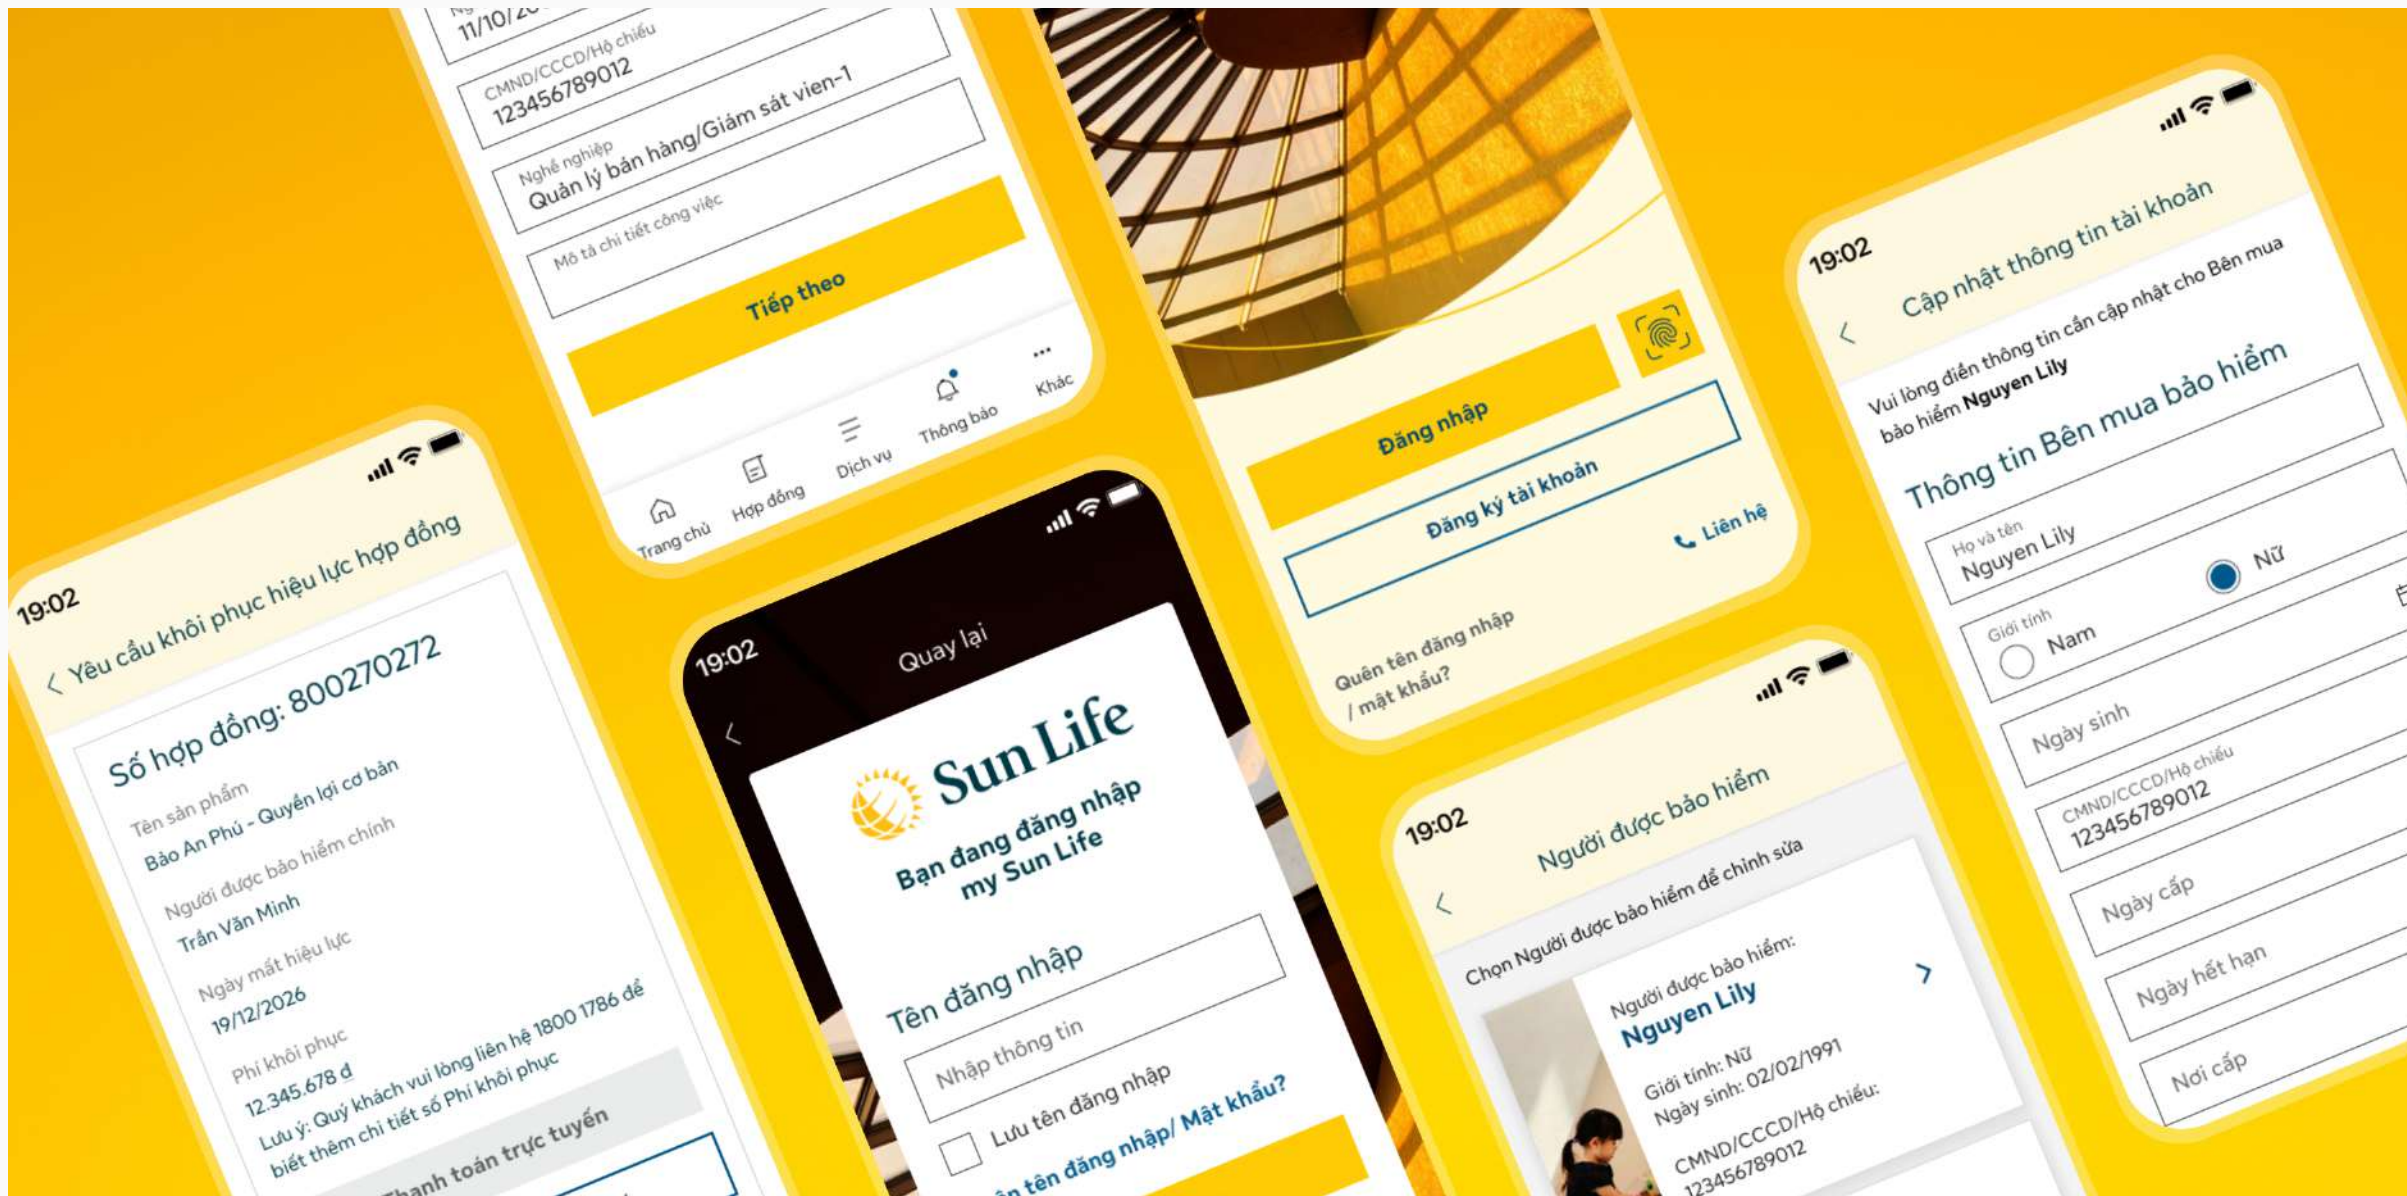 19:02
Yêu cầu khôi phục hiệu lực hợp đồng
Số hợp đồng: 800270272
Tên sản phẩm
Bảo An Phú - Quyền lợi cơ bản
Người được bảo hiểm chính
Trần Văn Minh
Ngày mất hiệu lực
19/12/2026
Phí khôi phục
12.345.678 đ
Lưu ý: Quý khách vui lòng liên hệ 1800 1786 để
biết thêm chi tiết số Phí khôi phục
toán trực tuyến
CMND/CCCD/Hộ chiếu
123456789012
Nghề nghiệp
Quản lý bán hàng/Giám sát vien-1
Mô tả chi tiết công việc
Tiếp theo
Trang chủ
Hợp đồng
Dịch vụ
Thông báo
Khác
19:02
Quay lại
Sun Life
Bạn đang đăng nhập
my Sun Life
Tên đăng nhập
Nhập thông tin
Lưu tên đăng nhập
tên đăng nhập/ Mật khẩu?
Đăng nhập
Đăng ký tài khoản
Liên hệ
Quên tên đăng nhập
/ mật khẩu?
19:02
Người được bảo hiểm
Chọn Người được bảo hiểm để chỉnh sửa
Người được bảo hiểm:
Nguyen Lily
Giới tính: Nữ
Ngày sinh: 02/02/1991
CMND/CCCD/Hộ chiếu:
123456789012
19:02
Cập nhật thông tin tài khoản
Vui lòng điền thông tin cần cập nhật cho Bên mua
bảo hiểm Nguyen Lily
Thông tin Bên mua bảo hiểm
Họ và tên
Nguyen Lily
Giới tính
Nam
Nữ
Ngày sinh
CMND/CCCD/Hộ chiếu
123456789012
Ngày cấp
Ngày hết hạn
Nơi cấp